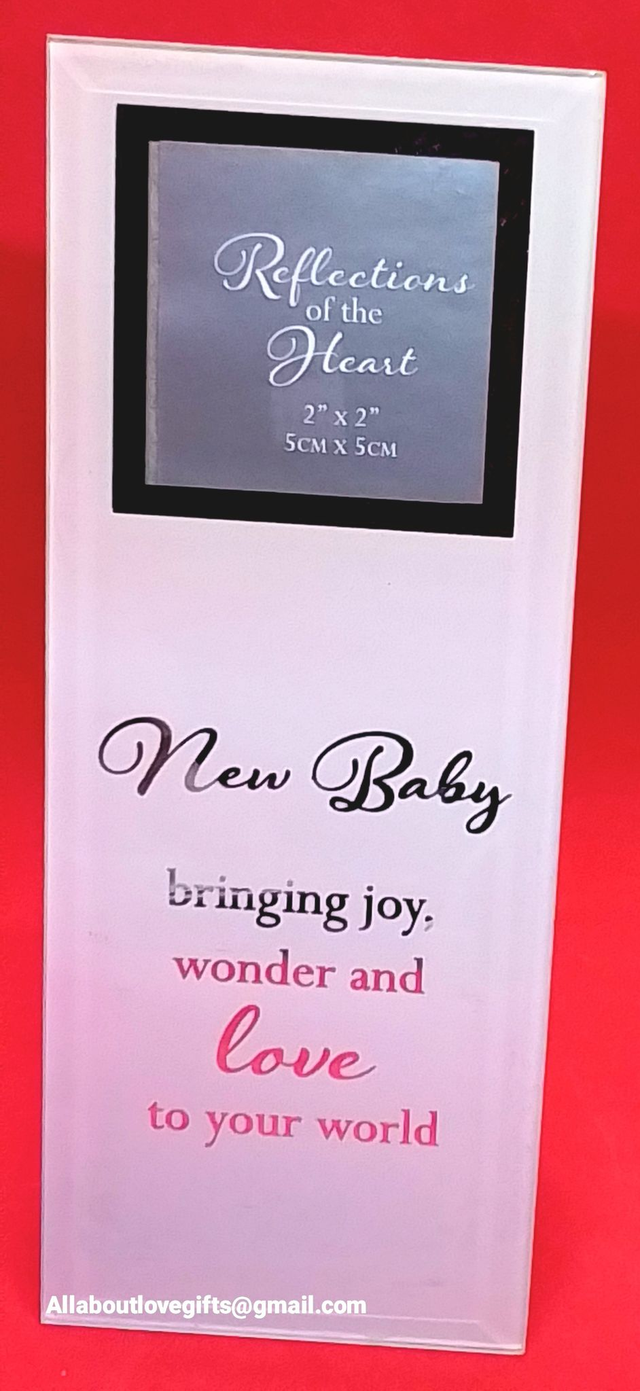 Reflections
of the
Heart
2" x 2"
5CM X 5CM
New Baby
bringing joy,
wonder and
love
to your world
Allaboutlovegifts@gmail.com